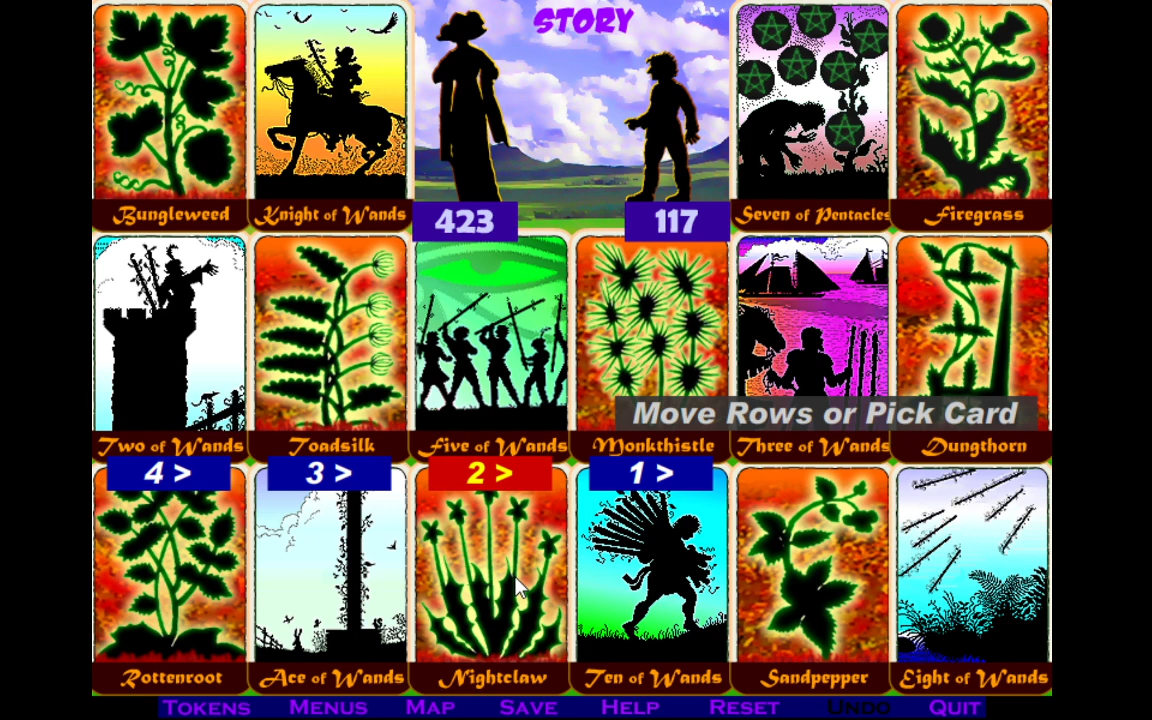 STORY
Bungleweed
Knight of Wands
423
117
Seven of Pentacles
Firegrass
Two of Wands
Toadsilk
Five of Wands
Monkthistle
Three of Wands
Dungthorn
Move Rows or Pick Card
4 >
3 >
2 >
1 >
Rottenroot
Ace of Wands
Nightclaw
Ten of Wands
Sandpepper
Eight of Wands
TOKENS MENUS MAP SAVE HELP RESET UNDO QUIT